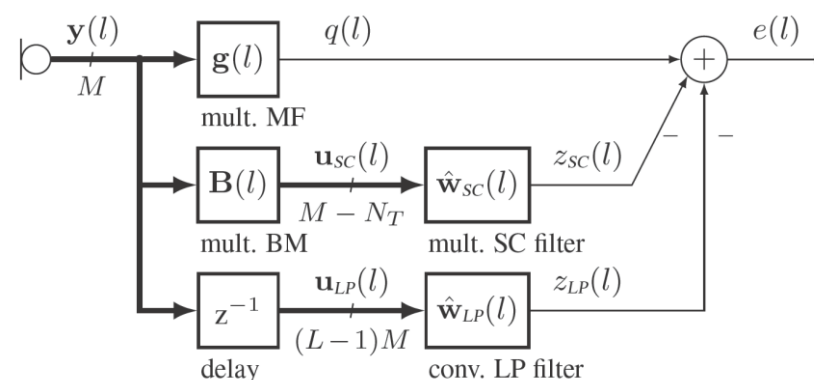 y(l) q(l) e(l)
g(l) +
M
mult. MF
u_SC(l) z_SC(l) − −
B(l) ŵ_SC(l)
M − N_T
mult. BM mult. SC filter
u_LP(l) z_LP(l)
z⁻¹ ŵ_LP(l)
(L − 1)M
delay conv. LP filter